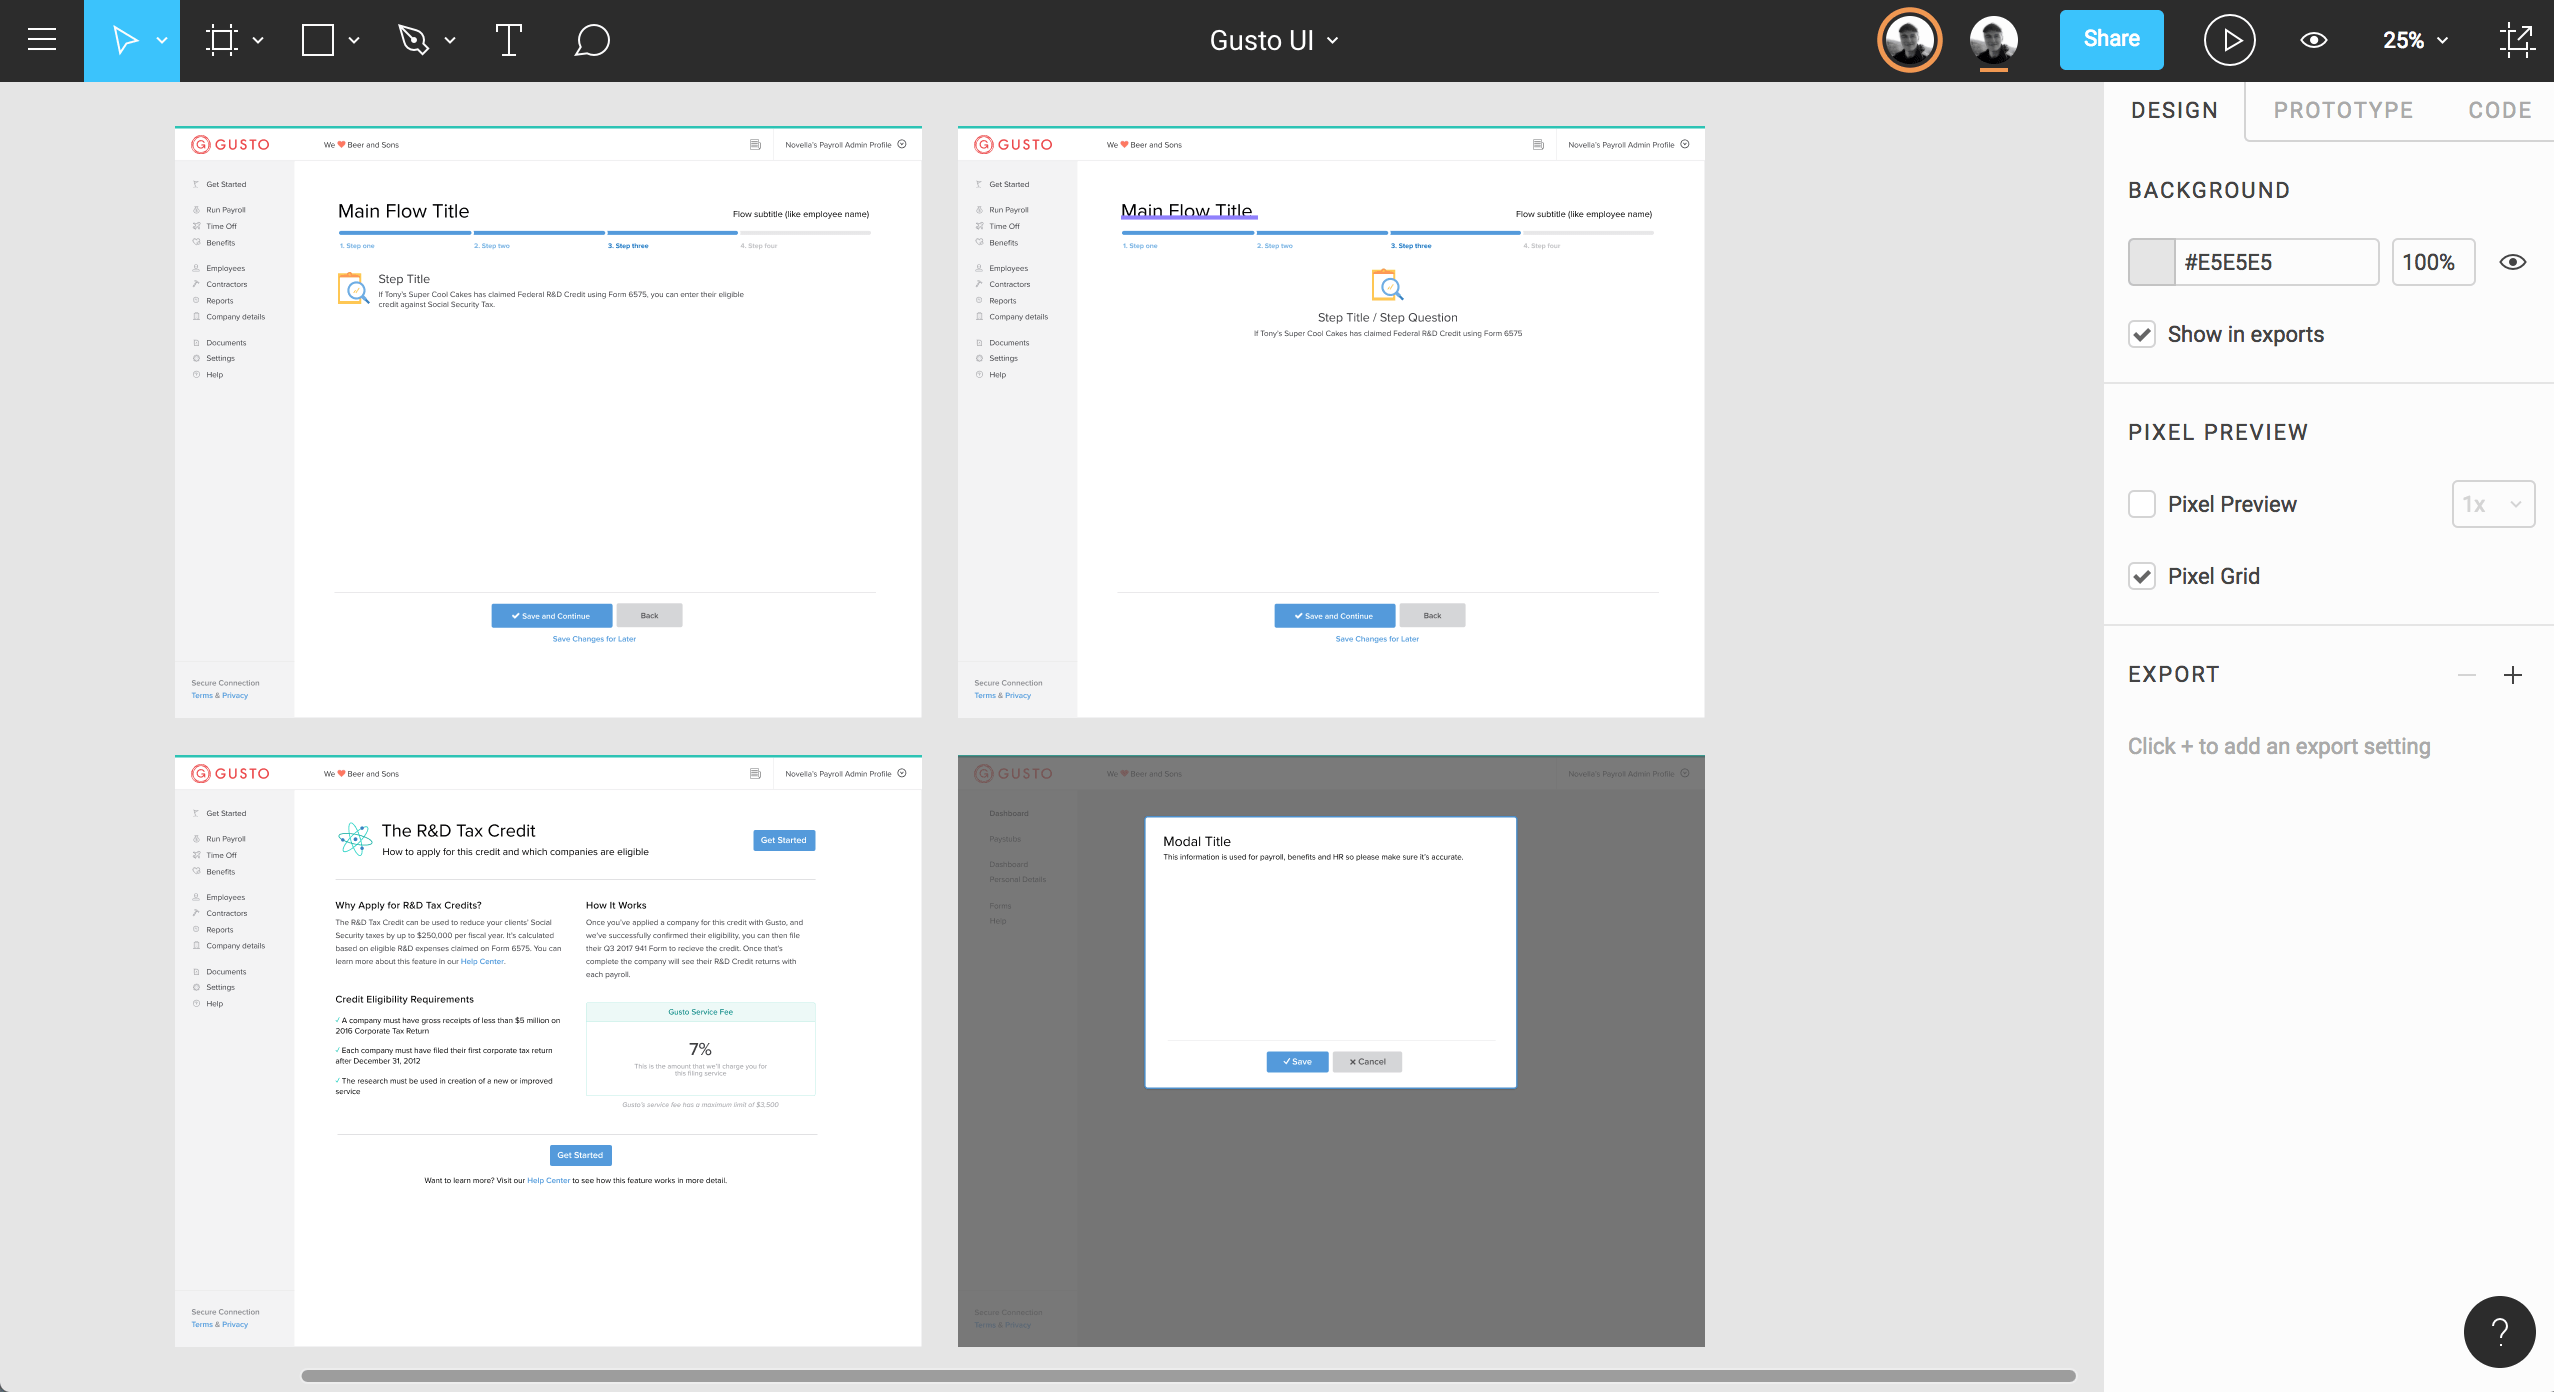 Gusto UI
Share
25%
DESIGN
PROTOTYPE
CODE
BACKGROUND
#E5E5E5
100%
Show in exports
PIXEL PREVIEW
Pixel Preview
1x
Pixel Grid
EXPORT
Click + to add an export setting
?
GUSTO
We ❤ Beer and Sons
Novella's Payroll Admin Profile
Get Started
Run Payroll
Time Off
Benefits
Employees
Contractors
Reports
Company details
Documents
Settings
Help
Secure Connection
Terms & Privacy
Main Flow Title
Flow subtitle (like employee name)
1. Step one
2. Step two
3. Step three
4. Step four
Step Title
If Tony's Super Cool Cakes has claimed Federal R&D Credit using Form 6575, you can enter their eligible
credit against Social Security Tax.
✔ Save and Continue
Back
Save Changes for Later
GUSTO
We ❤ Beer and Sons
Novella's Payroll Admin Profile
Get Started
Run Payroll
Time Off
Benefits
Employees
Contractors
Reports
Company details
Documents
Settings
Help
Secure Connection
Terms & Privacy
Main Flow Title
Flow subtitle (like employee name)
1. Step one
2. Step two
3. Step three
4. Step four
Step Title / Step Question
If Tony's Super Cool Cakes has claimed Federal R&D Credit using Form 6575
✔ Save and Continue
Back
Save Changes for Later
GUSTO
We ❤ Beer and Sons
Novella's Payroll Admin Profile
Get Started
Run Payroll
Time Off
Benefits
Employees
Contractors
Reports
Company details
Documents
Settings
Help
Secure Connection
Terms & Privacy
The R&D Tax Credit
How to apply for this credit and which companies are eligible
Get Started
Why Apply for R&D Tax Credits?
The R&D Tax Credit can be used to reduce your clients' Social
Security taxes by up to $250,000 per fiscal year. It's calculated
based on eligible R&D expenses claimed on Form 6575. You can
learn more about this feature in our Help Center.
Credit Eligibility Requirements
✓ A company must have gross receipts of less than $5 million on
2016 Corporate Tax Return
✓ Each company must have filed their first corporate tax return
after December 31, 2012
✓ The research must be used in creation of a new or improved
service
How It Works
Once you've applied a company for this credit with Gusto, and
we've successfully confirmed their eligibility, you can then file
their Q3 2017 941 Form to recieve the credit. Once that's
complete the company will see their R&D Credit returns with
each payroll.
Gusto Service Fee
7%
This is the amount that we'll charge you for
this filing service
Gusto's service fee has a maximum limit of $3,500
Get Started
Want to learn more? Visit our Help Center to see how this feature works in more detail.
GUSTO
We ❤ Beer and Sons
Novella's Payroll Admin Profile
Dashboard
Paystubs
Dashboard
Personal Details
Forms
Help
Secure Connection
Terms & Privacy
Modal Title
This information is used for payroll, benefits and HR so please make sure it's accurate.
✓ Save
× Cancel